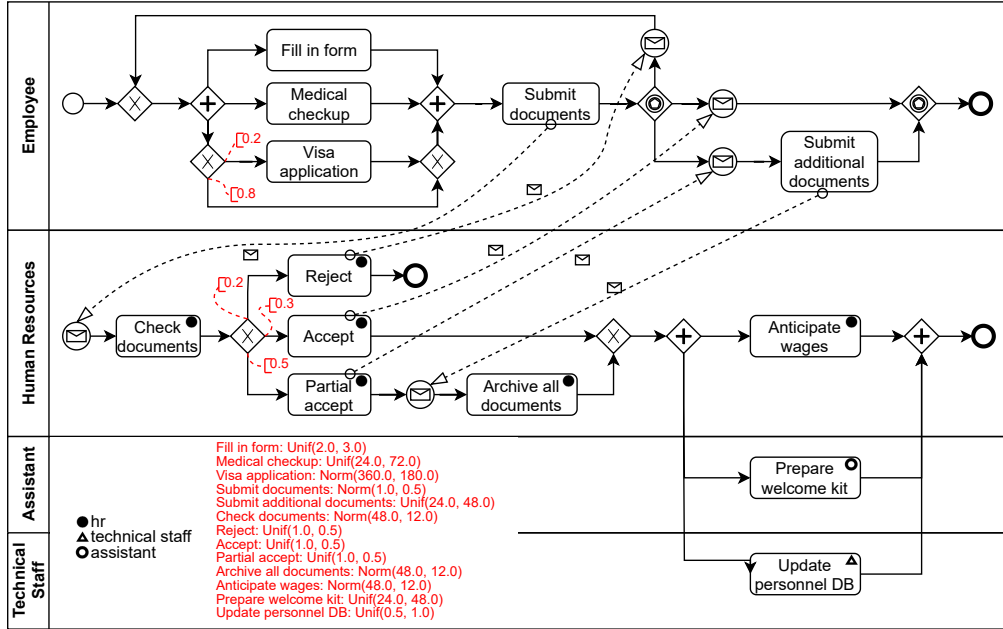 Employee
Fill in form
Medical
checkup
Visa
application
0.2
0.8
X
X
Submit
documents
Submit
additional
documents
Human Resources
Check
documents
X
0.2
0.3
0.5
Reject
Accept
Partial
accept
Archive all
documents
X
Anticipate
wages
Assistant
Prepare
welcome kit
Technical
Staff
Update
personnel DB
hr
technical staff
assistant
Fill in form: Unif(2.0, 3.0)
Medical checkup: Unif(24.0, 72.0)
Visa application: Norm(360.0, 180.0)
Submit documents: Norm(1.0, 0.5)
Submit additional documents: Unif(24.0, 48.0)
Check documents: Norm(48.0, 12.0)
Reject: Unif(1.0, 0.5)
Accept: Unif(1.0, 0.5)
Partial accept: Unif(1.0, 0.5)
Archive all documents: Norm(48.0, 12.0)
Anticipate wages: Norm(48.0, 12.0)
Prepare welcome kit: Unif(24.0, 48.0)
Update personnel DB: Unif(0.5, 1.0)